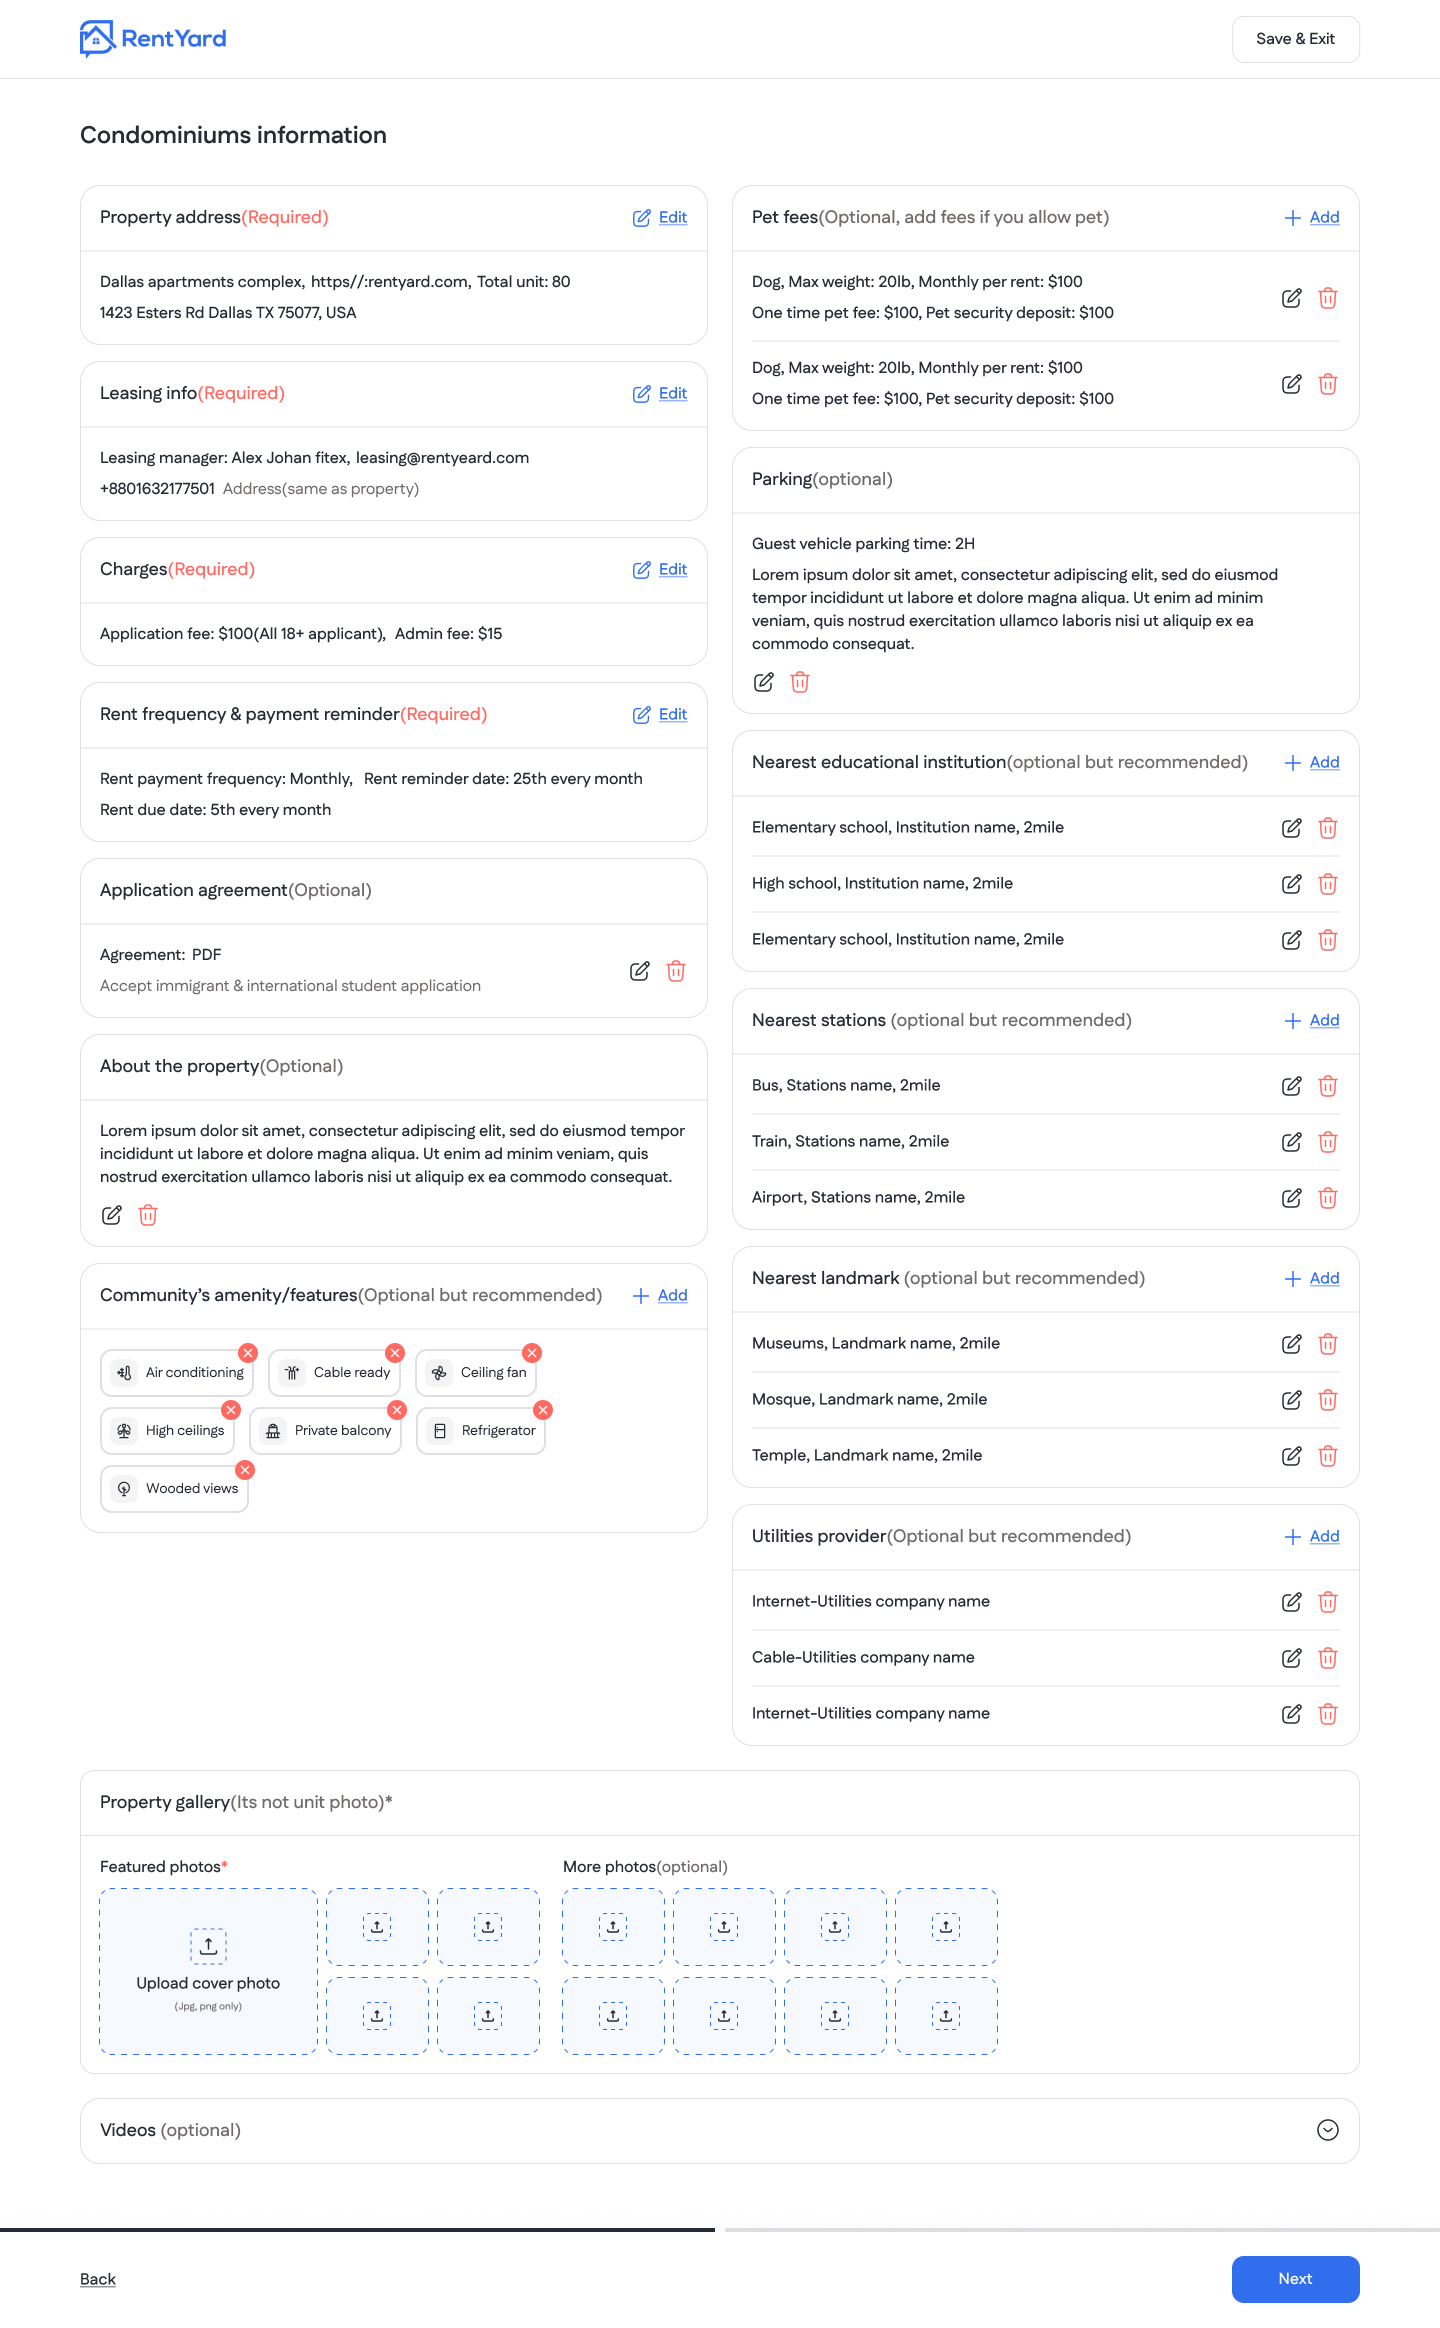 RentYard
Save & Exit
Condominiums information
Property address(Required)
Edit
Dallas apartments complex, https//:rentyard.com, Total unit: 80
1423 Esters Rd Dallas TX 75077, USA
Leasing info(Required)
Edit
Leasing manager: Alex Johan fitex, leasing@rentyeard.com
+8801632177501 Address(same as property)
Charges(Required)
Edit
Application fee: $100(All 18+ applicant), Admin fee: $15
Rent frequency & payment reminder(Required)
Edit
Rent payment frequency: Monthly, Rent reminder date: 25th every month
Rent due date: 5th every month
Application agreement(Optional)
Agreement: PDF
Accept immigrant & international student application
About the property(Optional)
Lorem ipsum dolor sit amet, consectetur adipiscing elit, sed do eiusmod tempor
incididunt ut labore et dolore magna aliqua. Ut enim ad minim veniam, quis
nostrud exercitation ullamco laboris nisi ut aliquip ex ea commodo consequat.
Community's amenity/features(Optional but recommended)
Add
Air conditioning
Cable ready
Ceiling fan
High ceilings
Private balcony
Refrigerator
Wooded views
Pet fees(Optional, add fees if you allow pet)
Add
Dog, Max weight: 20lb, Monthly per rent: $100
One time pet fee: $100, Pet security deposit: $100
Dog, Max weight: 20lb, Monthly per rent: $100
One time pet fee: $100, Pet security deposit: $100
Parking(optional)
Guest vehicle parking time: 2H
Lorem ipsum dolor sit amet, consectetur adipiscing elit, sed do eiusmod
tempor incididunt ut labore et dolore magna aliqua. Ut enim ad minim
veniam, quis nostrud exercitation ullamco laboris nisi ut aliquip ex ea
commodo consequat.
Nearest educational institution(optional but recommended)
Add
Elementary school, Institution name, 2mile
High school, Institution name, 2mile
Elementary school, Institution name, 2mile
Nearest stations (optional but recommended)
Add
Bus, Stations name, 2mile
Train, Stations name, 2mile
Airport, Stations name, 2mile
Nearest landmark (optional but recommended)
Add
Museums, Landmark name, 2mile
Mosque, Landmark name, 2mile
Temple, Landmark name, 2mile
Utilities provider(Optional but recommended)
Add
Internet-Utilities company name
Cable-Utilities company name
Internet-Utilities company name
Property gallery(Its not unit photo)*
Featured photos*
Upload cover photo
(Jpg, png only)
More photos(optional)
Videos (optional)
Back
Next